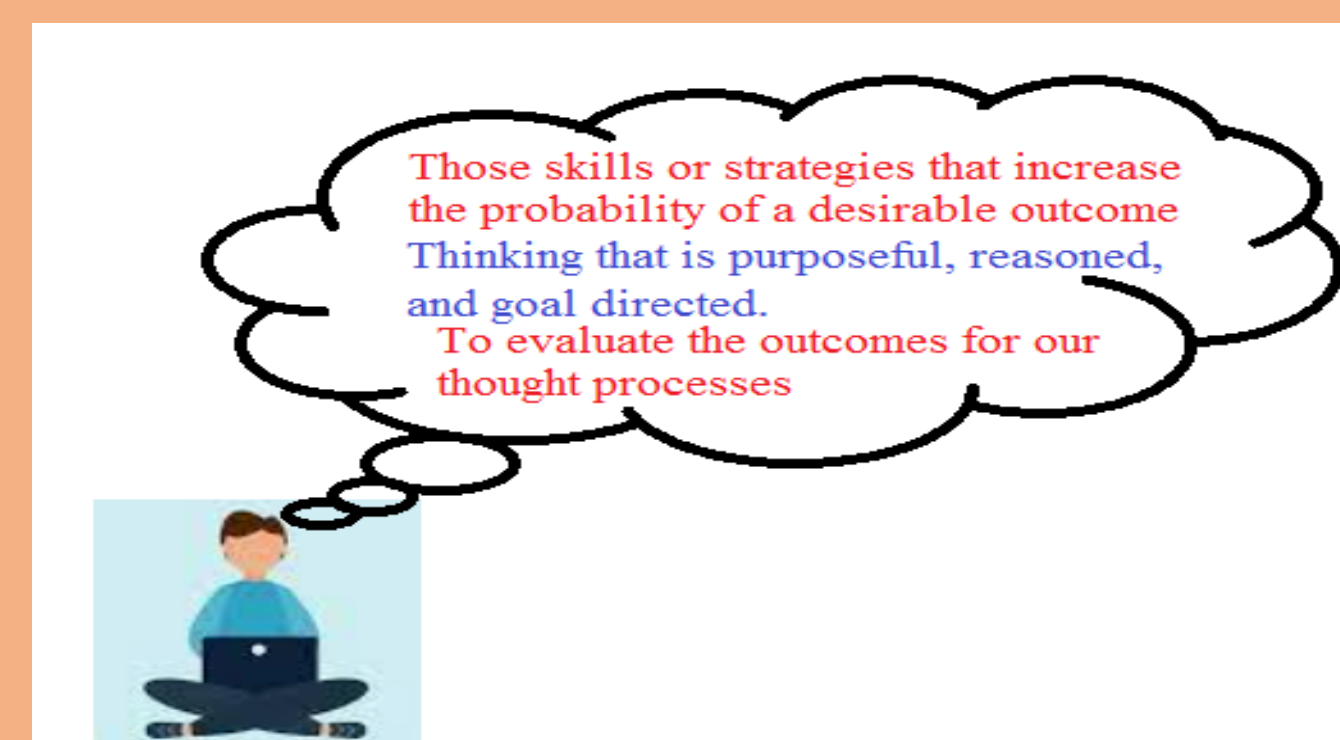 Those skills or strategies that increase
the probability of a desirable outcome
Thinking that is purposeful, reasoned,
and goal directed.
To evaluate the outcomes for our
thought processes